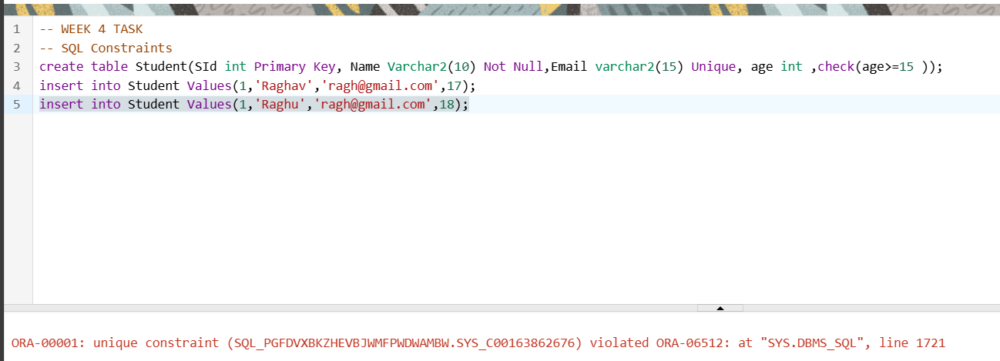 1 -- WEEK 4 TASK
2 -- SQL Constraints
3 create table Student(SId int Primary Key, Name Varchar2(10) Not Null,Email varchar2(15) Unique, age int ,check(age>=15 ));
4 insert into Student Values(1,'Raghav','ragh@gmail.com',17);
5 insert into Student Values(1,'Raghu','ragh@gmail.com',18);
ORA-00001: unique constraint (SQL_PGFDVXBKZHEVBJWMFPWDWAMBW.SYS_C00163862676) violated ORA-06512: at "SYS.DBMS_SQL", line 1721